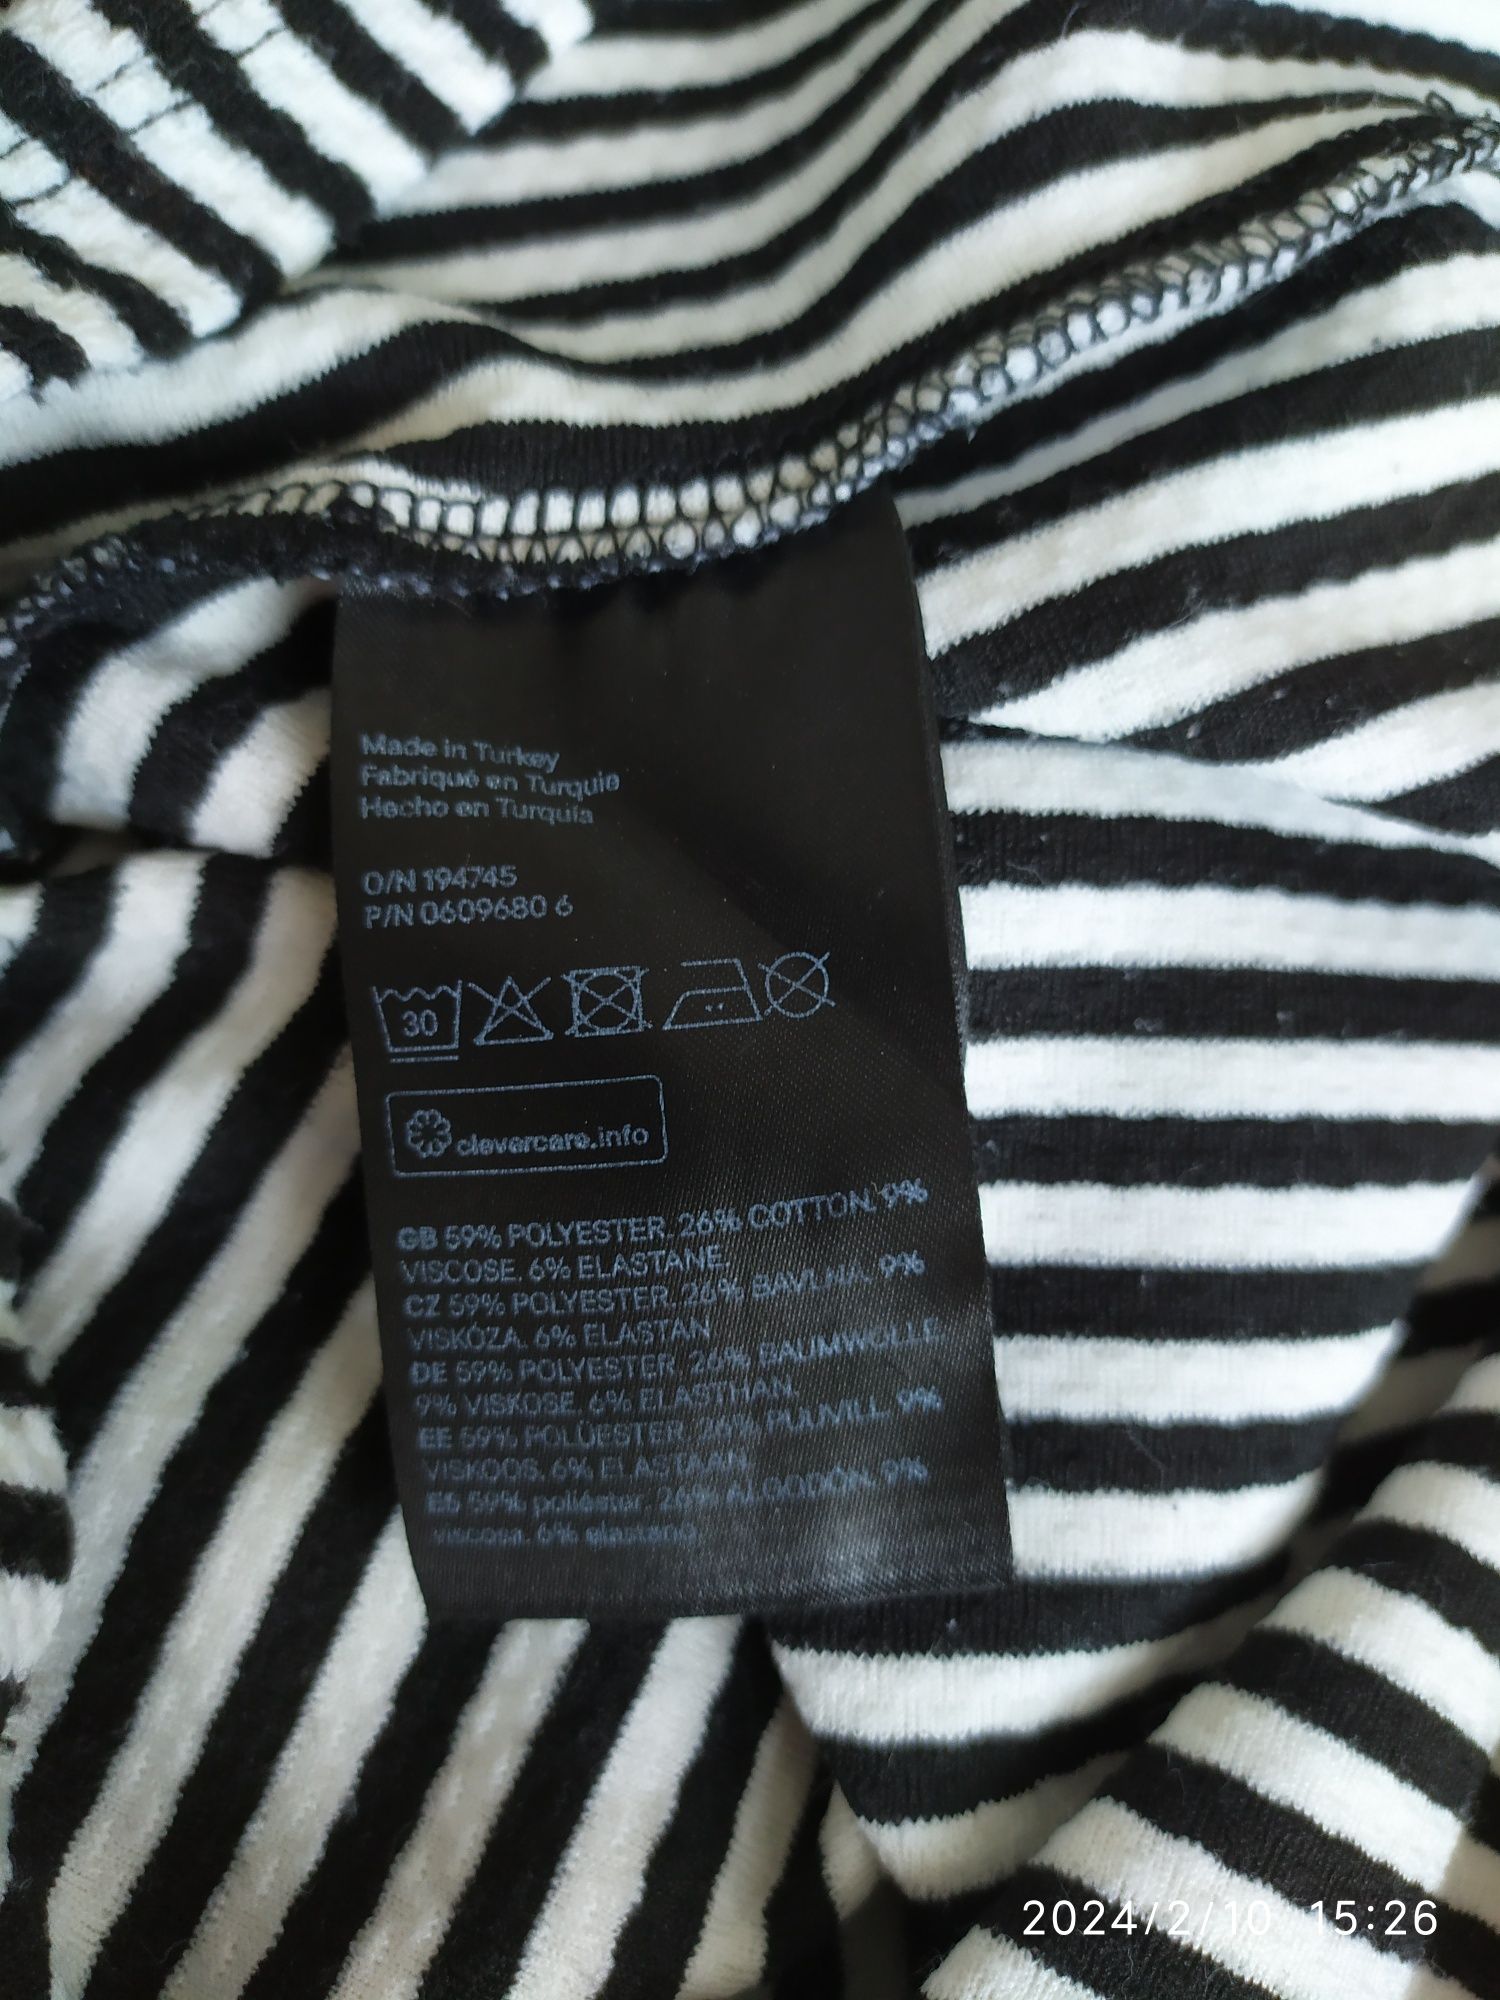 Made in Turkey
Fabriqué en Turquie
Hecho en Turquía
O/N 194745
P/N 0609680 6
30
clevercare.info
GB 59% POLYESTER. 26% COTTON. 9%
VISCOSE. 6% ELASTANE
CZ 59% POLYESTER. 26% BAVLNA. 9%
VISKÓZA. 6% ELASTAN
DE 59% POLYESTER. 26% BAUMWOLLE.
9% VISKOSE. 6% ELASTHAN
EE 59% POLÜESTER. 26% PUUVILL. 9%
VISKOOS. 6% ELASTAAN
ES 59% poliéster. 26% ALGODÓN. 9%
viscosa. 6% elastano
2024/2/10 15:26